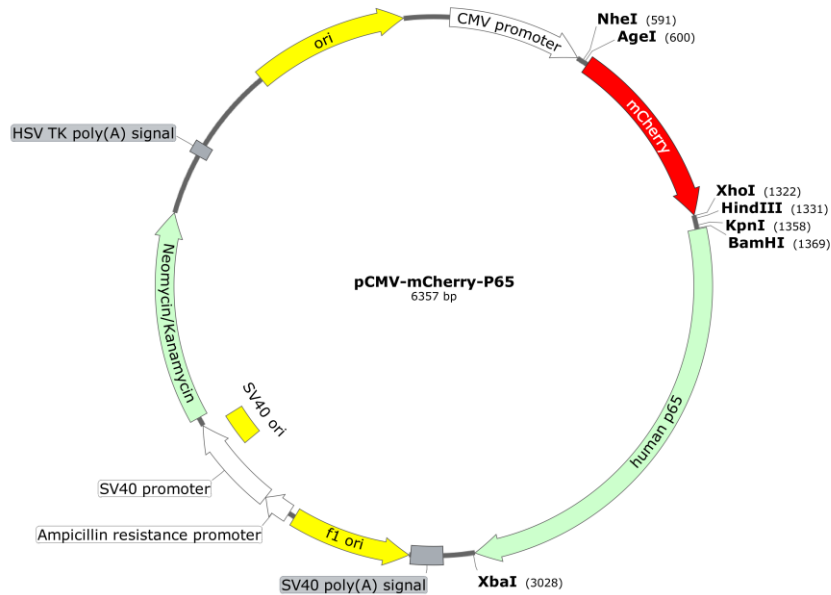 CMV promoter
NheI (591)
AgeI (600)
mCherry
XhoI (1322)
HindIII (1331)
KpnI (1358)
BamHI (1369)
human p65
XbaI (3028)
SV40 poly(A) signal
f1 ori
Ampicillin resistance promoter
SV40 promoter
SV40 ori
Neomycin/Kanamycin
HSV TK poly(A) signal
ori
pCMV-mCherry-P65
6357 bp